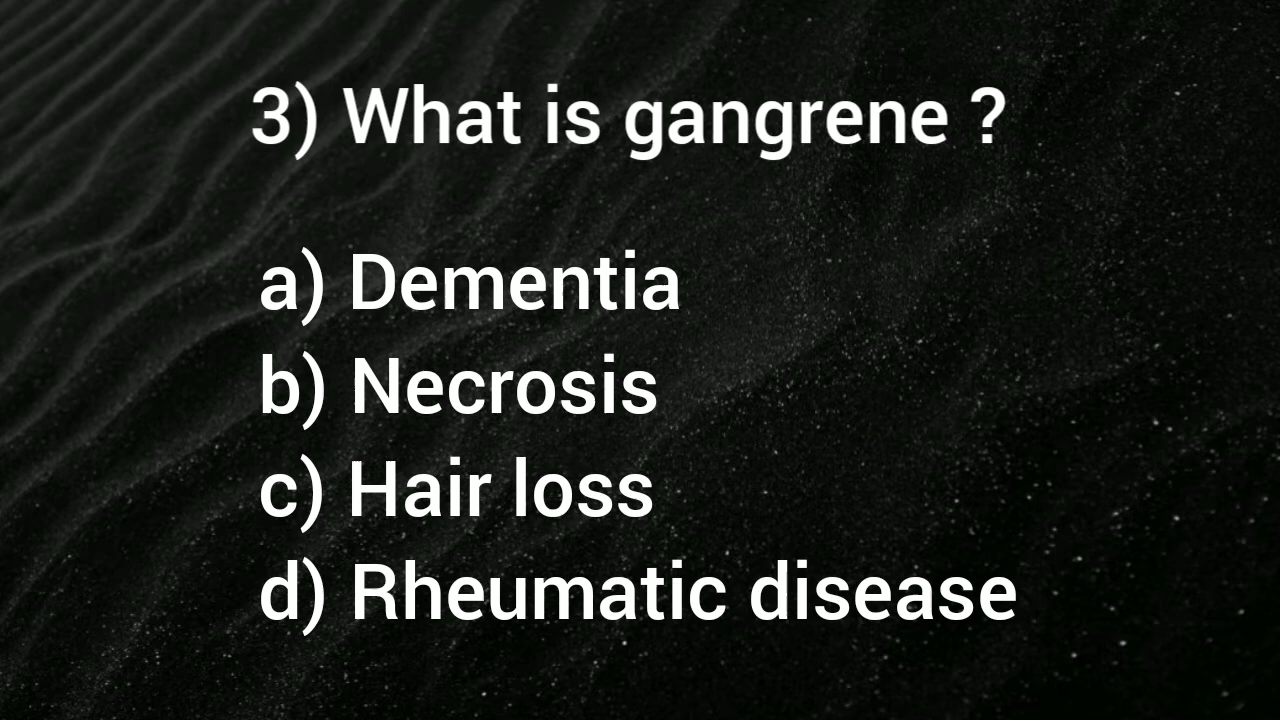 3) What is gangrene ?
a) Dementia
b) Necrosis
c) Hair loss
d) Rheumatic disease